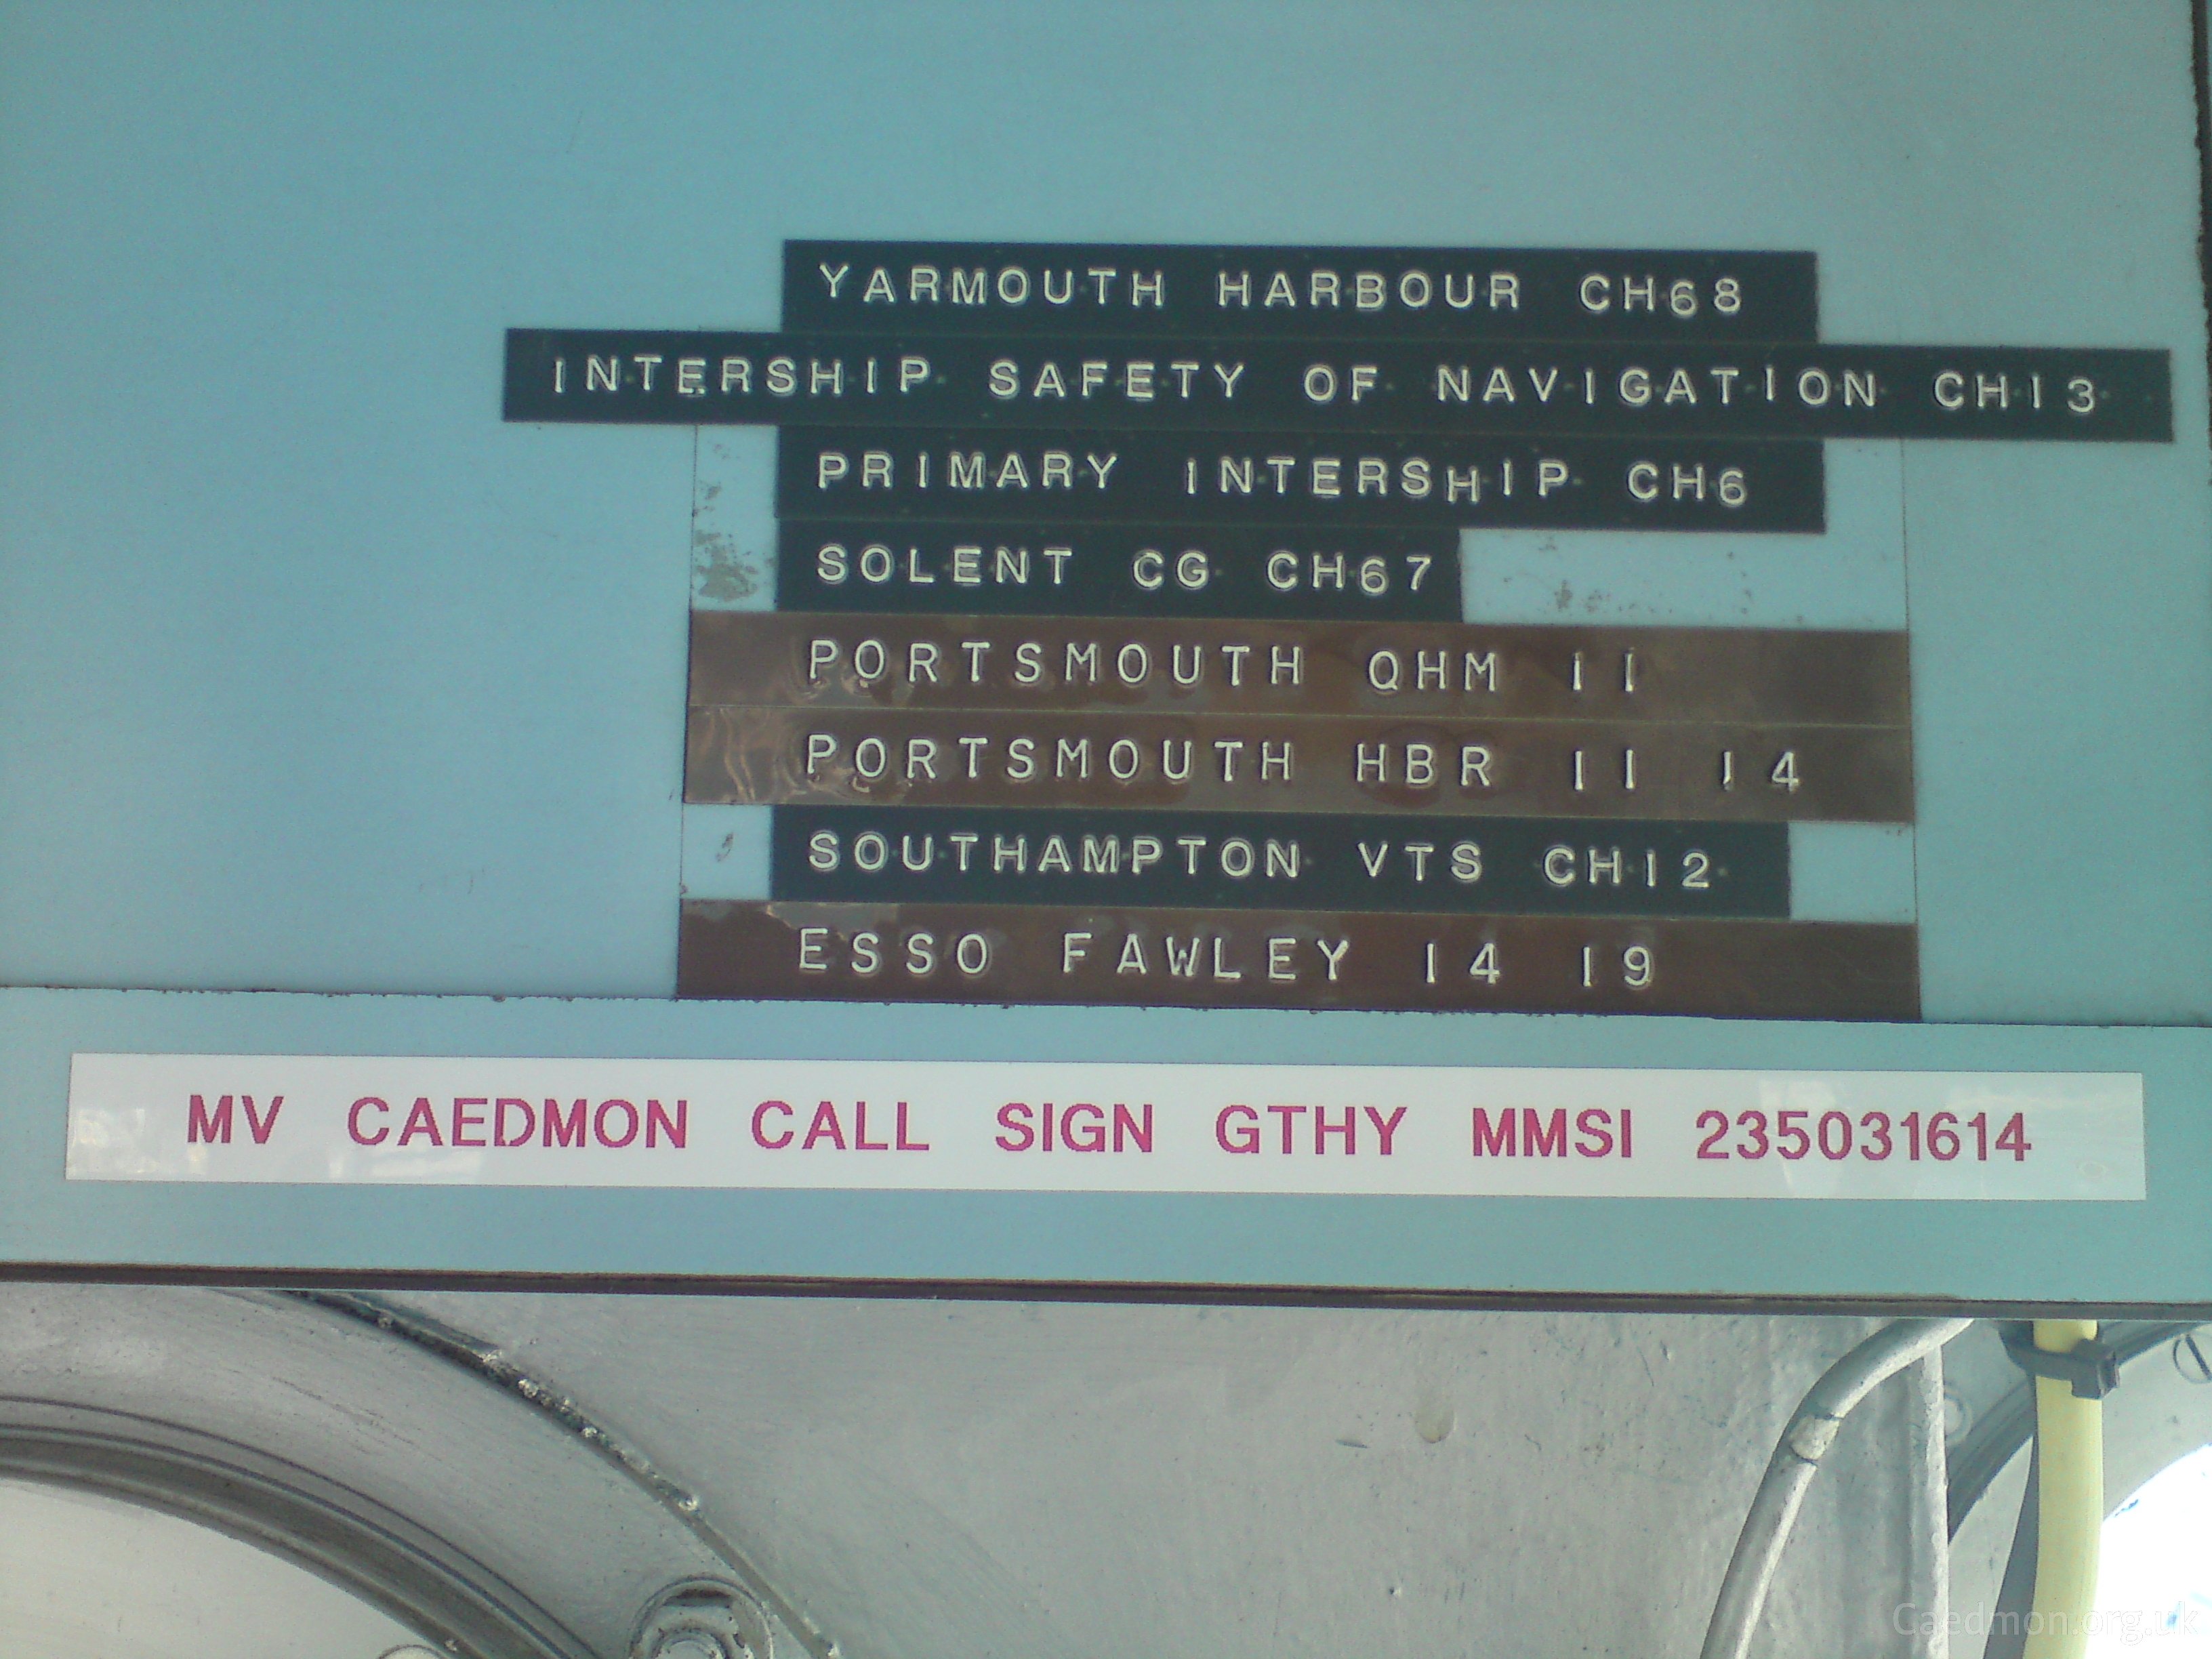 YARMOUTH HARBOUR CH68
INTERSHIP SAFETY OF NAVIGATION CH13
PRIMARY INTERSHIP CH6
SOLENT CG CH67
PORTSMOUTH QHM 11
PORTSMOUTH HBR 11 14
SOUTHAMPTON VTS CH12
ESSO FAWLEY 14 19
MV CAEDMON CALL SIGN GTHY MMSI 235031614
Caedmon.org.uk